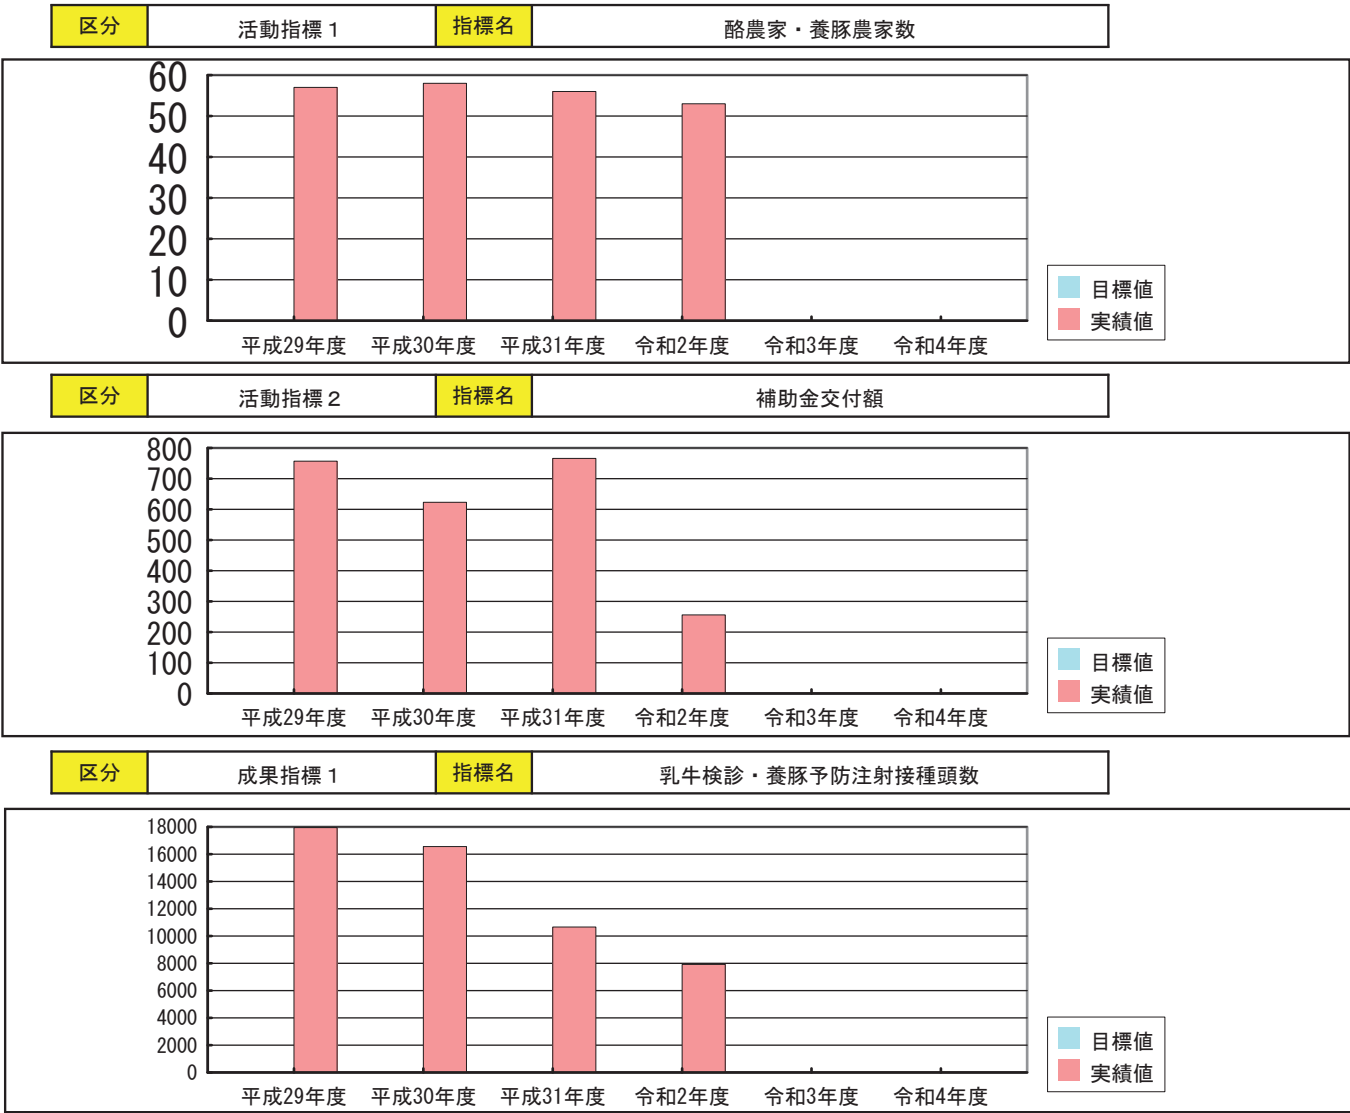 区分 活動指標１ 指標名 酪農家・養豚農家数
60
50
40
30
20
10
0
平成29年度 平成30年度 平成31年度 令和2年度 令和3年度 令和4年度
目標値
実績値
区分 活動指標２ 指標名 補助金交付額
800
700
600
500
400
300
200
100
0
平成29年度 平成30年度 平成31年度 令和2年度 令和3年度 令和4年度
目標値
実績値
区分 成果指標１ 指標名 乳牛検診・養豚予防注射接種頭数
18000
16000
14000
12000
10000
8000
6000
4000
2000
0
平成29年度 平成30年度 平成31年度 令和2年度 令和3年度 令和4年度
目標値
実績値